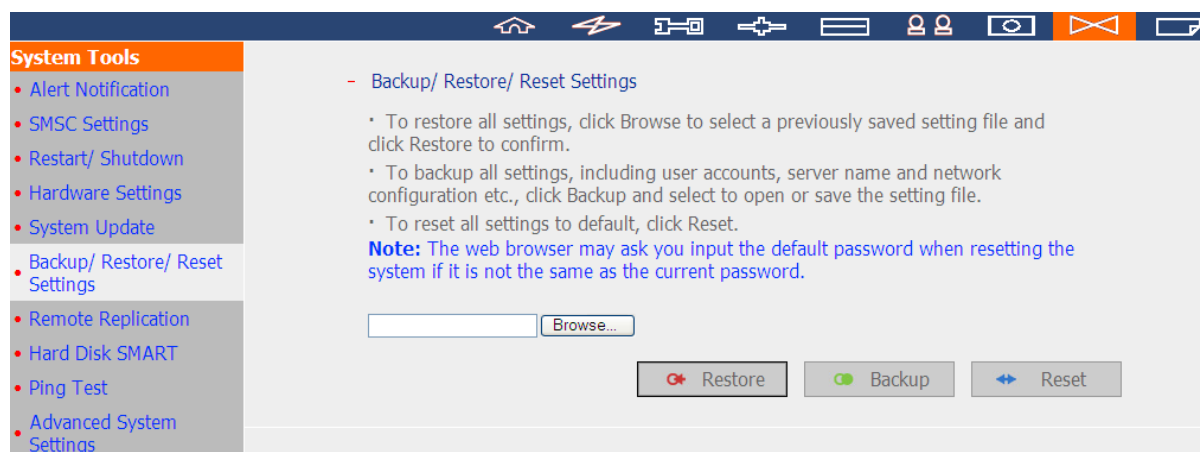 System Tools
• Alert Notification
• SMSC Settings
• Restart/ Shutdown
• Hardware Settings
• System Update
• Backup/ Restore/ Reset
Settings
• Remote Replication
• Hard Disk SMART
• Ping Test
• Advanced System
Settings
- Backup/ Restore/ Reset Settings
· To restore all settings, click Browse to select a previously saved setting file and
click Restore to confirm.
· To backup all settings, including user accounts, server name and network
configuration etc., click Backup and select to open or save the setting file.
· To reset all settings to default, click Reset.
Note: The web browser may ask you input the default password when resetting the
system if it is not the same as the current password.
Browse...
Restore Backup Reset